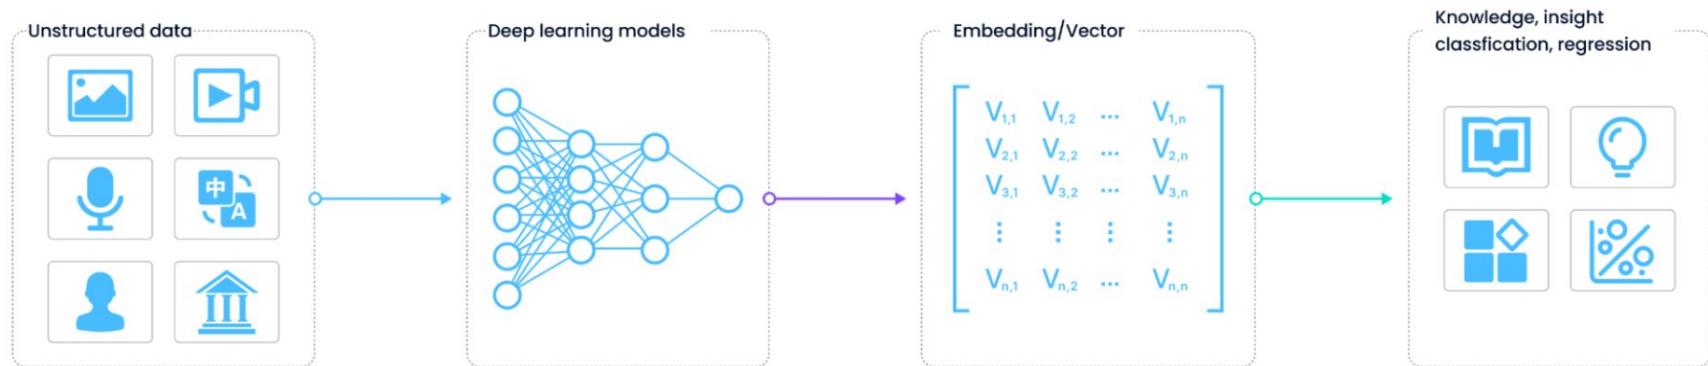 Unstructured data
中
A
Deep learning models
Embedding/Vector
V1,1 V1,2 ... V1,n
V2,1 V2,2 ... V2,n
V3,1 V3,2 ... V3,n
⋮ ⋮ ⋮ ⋮
Vn,1 Vn,2 ... Vn,n
Knowledge, insight
classfication, regression